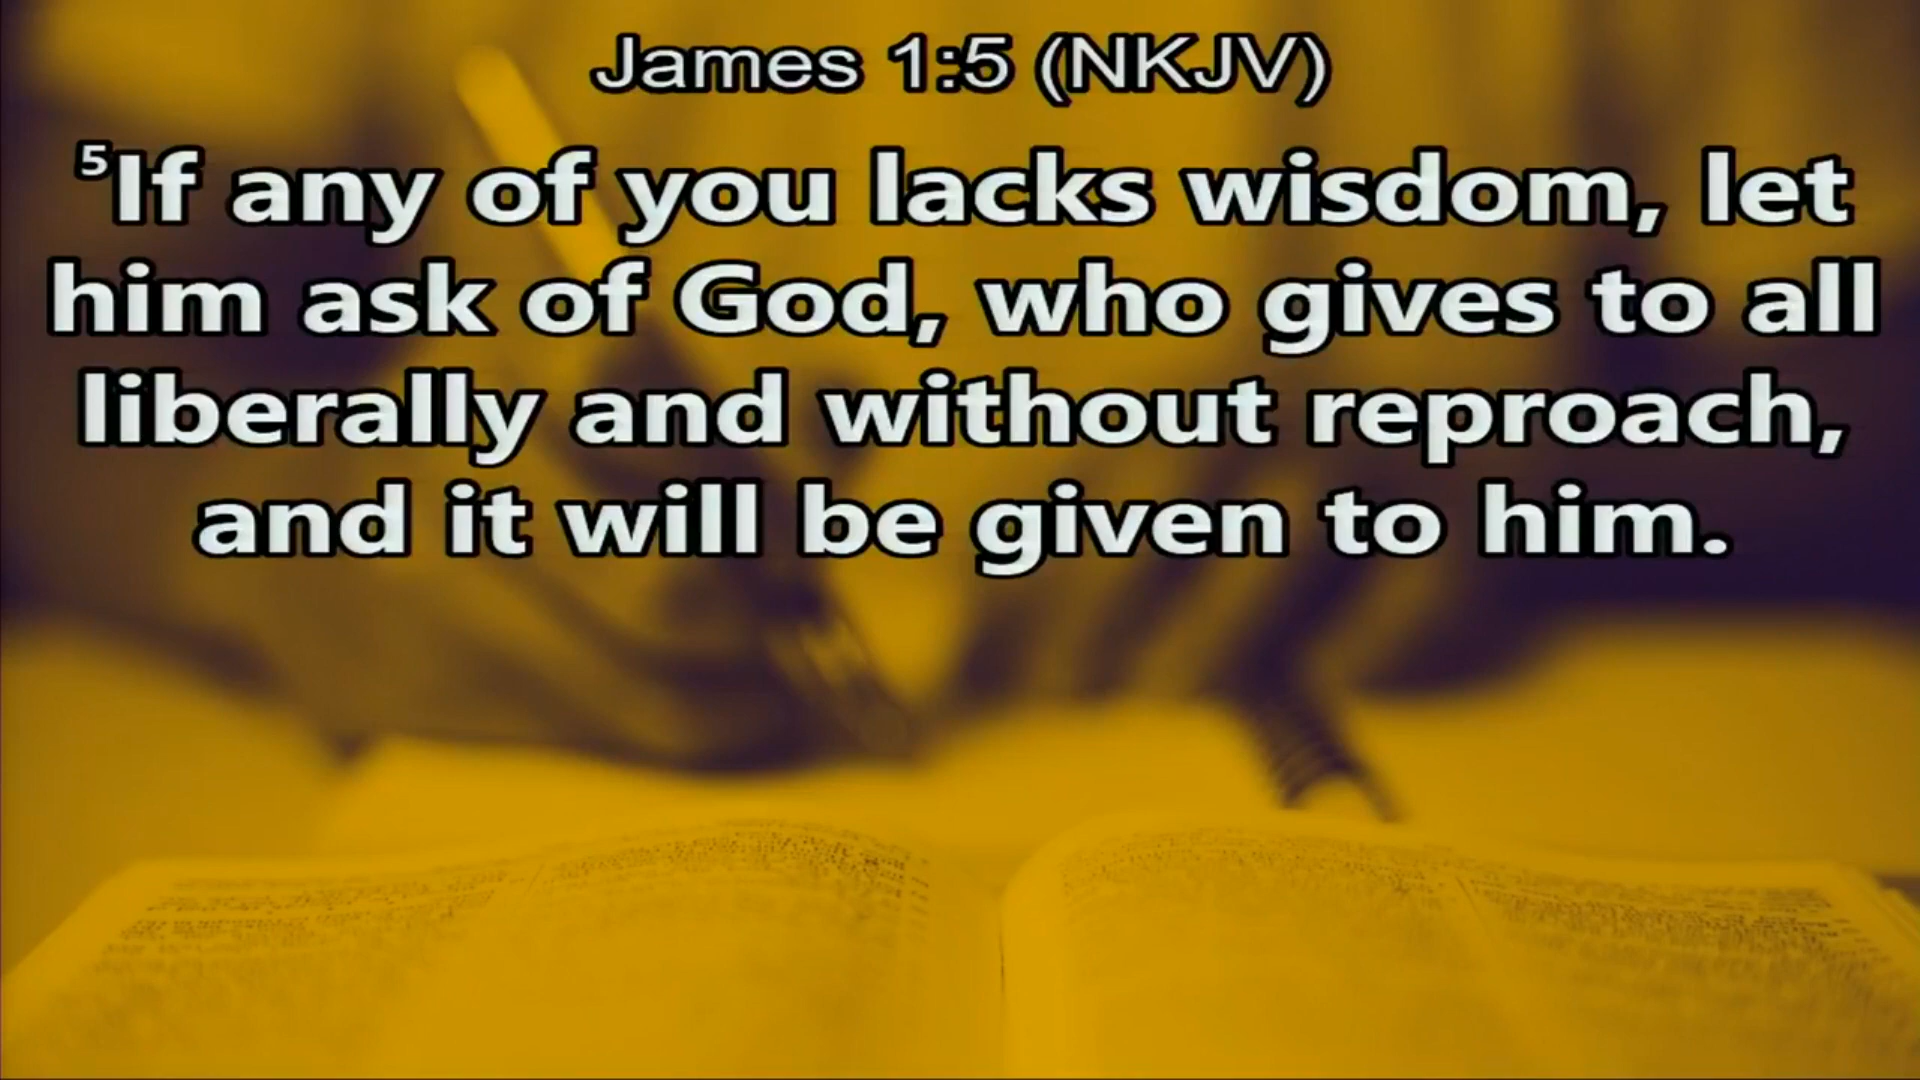 James 1:5 (NKJV)
⁵If any of you lacks wisdom, let
him ask of God, who gives to all
liberally and without reproach,
and it will be given to him.